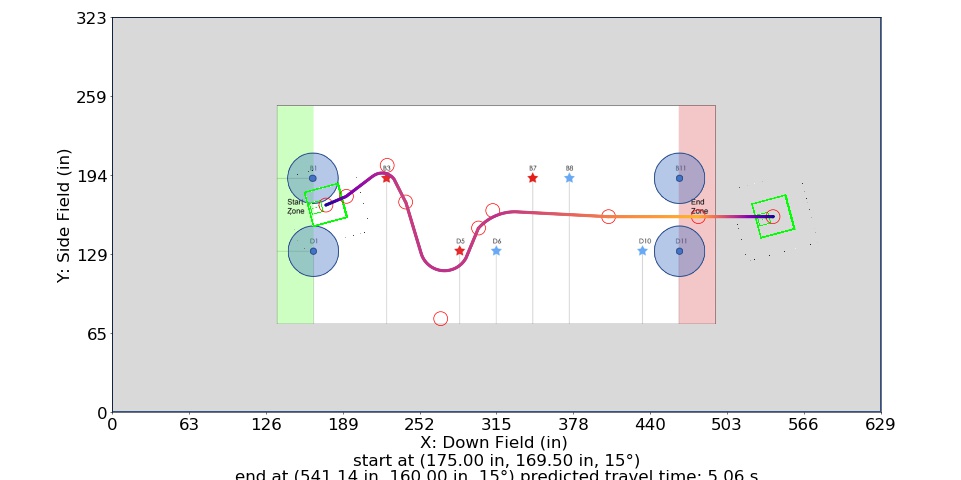 323
259
194
129
65
0
Y: Side Field (in)
B1
B3
B7
B8
B11
Start
Zone
End
Zone
D1
D5
D6
D10
D11
0 63 126 189 252 315 378 440 503 566 629
X: Down Field (in)
start at (175.00 in, 169.50 in, 15°)
end at (541.14 in, 160.00 in, 15°) predicted travel time: 5.06 s